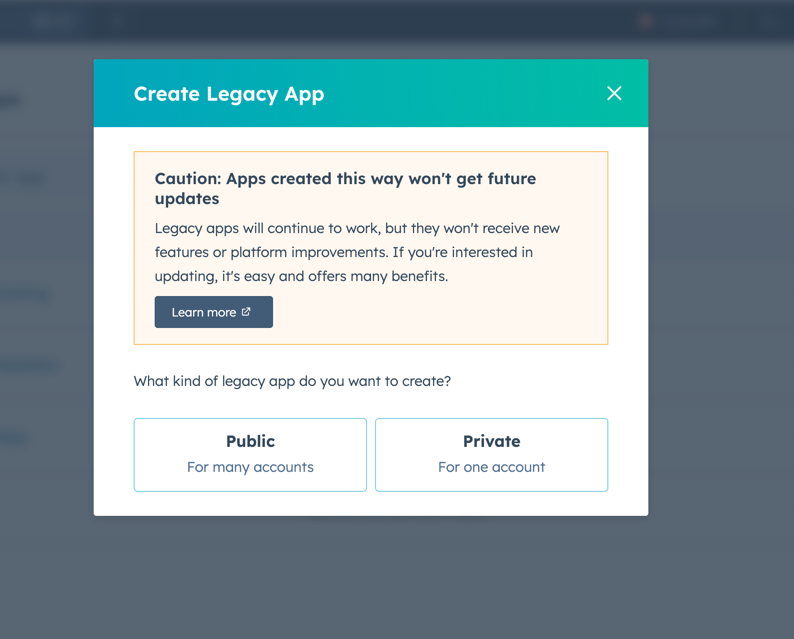 Create Legacy App
Caution: Apps created this way won't get future
updates
Legacy apps will continue to work, but they won't receive new
features or platform improvements. If you're interested in
updating, it's easy and offers many benefits.
Learn more
What kind of legacy app do you want to create?
Public
For many accounts
Private
For one account